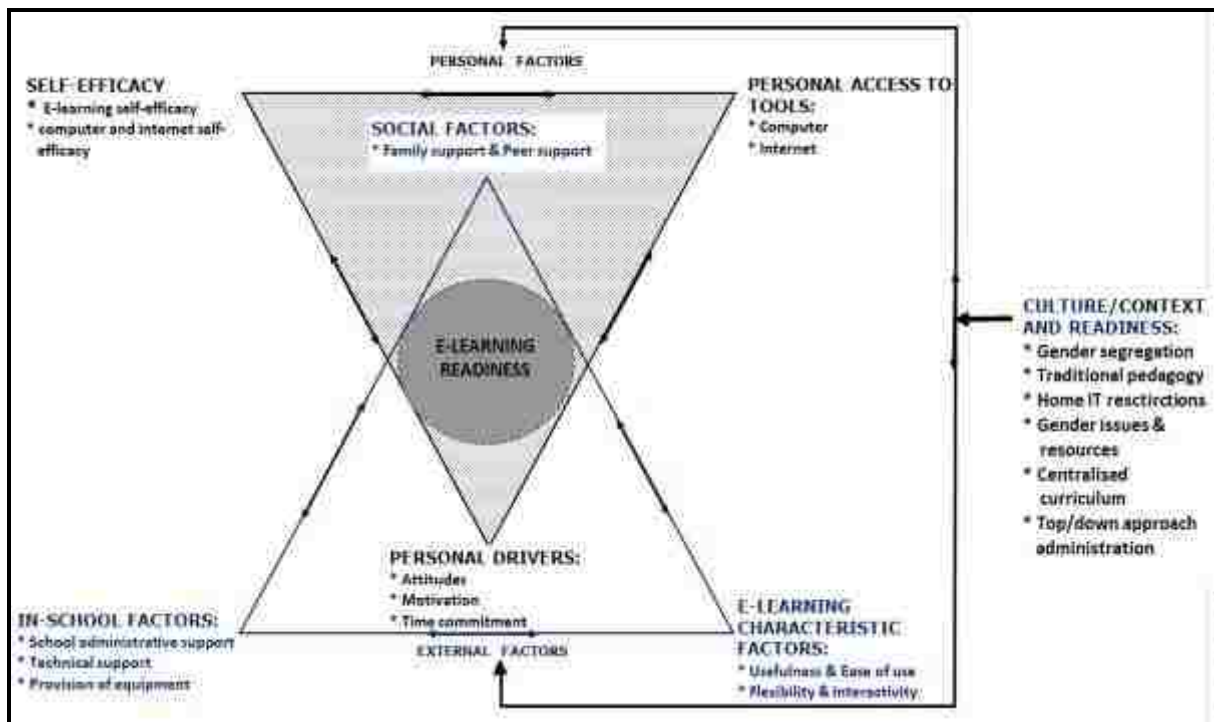 PERSONAL FACTORS
SELF-EFFICACY
* E-learning self-efficacy
* computer and internet self-
efficacy
PERSONAL ACCESS TO
TOOLS:
* Computer
* Internet
SOCIAL FACTORS:
* Family support & Peer support
E-LEARNING
READINESS
CULTURE/CONTEXT
AND READINESS:
* Gender segregation
* Traditional pedagogy
* Home IT resctirctions
* Gender issues &
resources
* Centralised
curriculum
* Top/down approach
administration
PERSONAL DRIVERS:
* Attitudes
* Motivation
* Time commitment
IN-SCHOOL FACTORS:
* School administrative support
* Technical support
* Provision of equipment
EXTERNAL FACTORS
E-LEARNING
CHARACTERISTIC
FACTORS:
* Usefulness & Ease of use
* Flexibility & interactivity